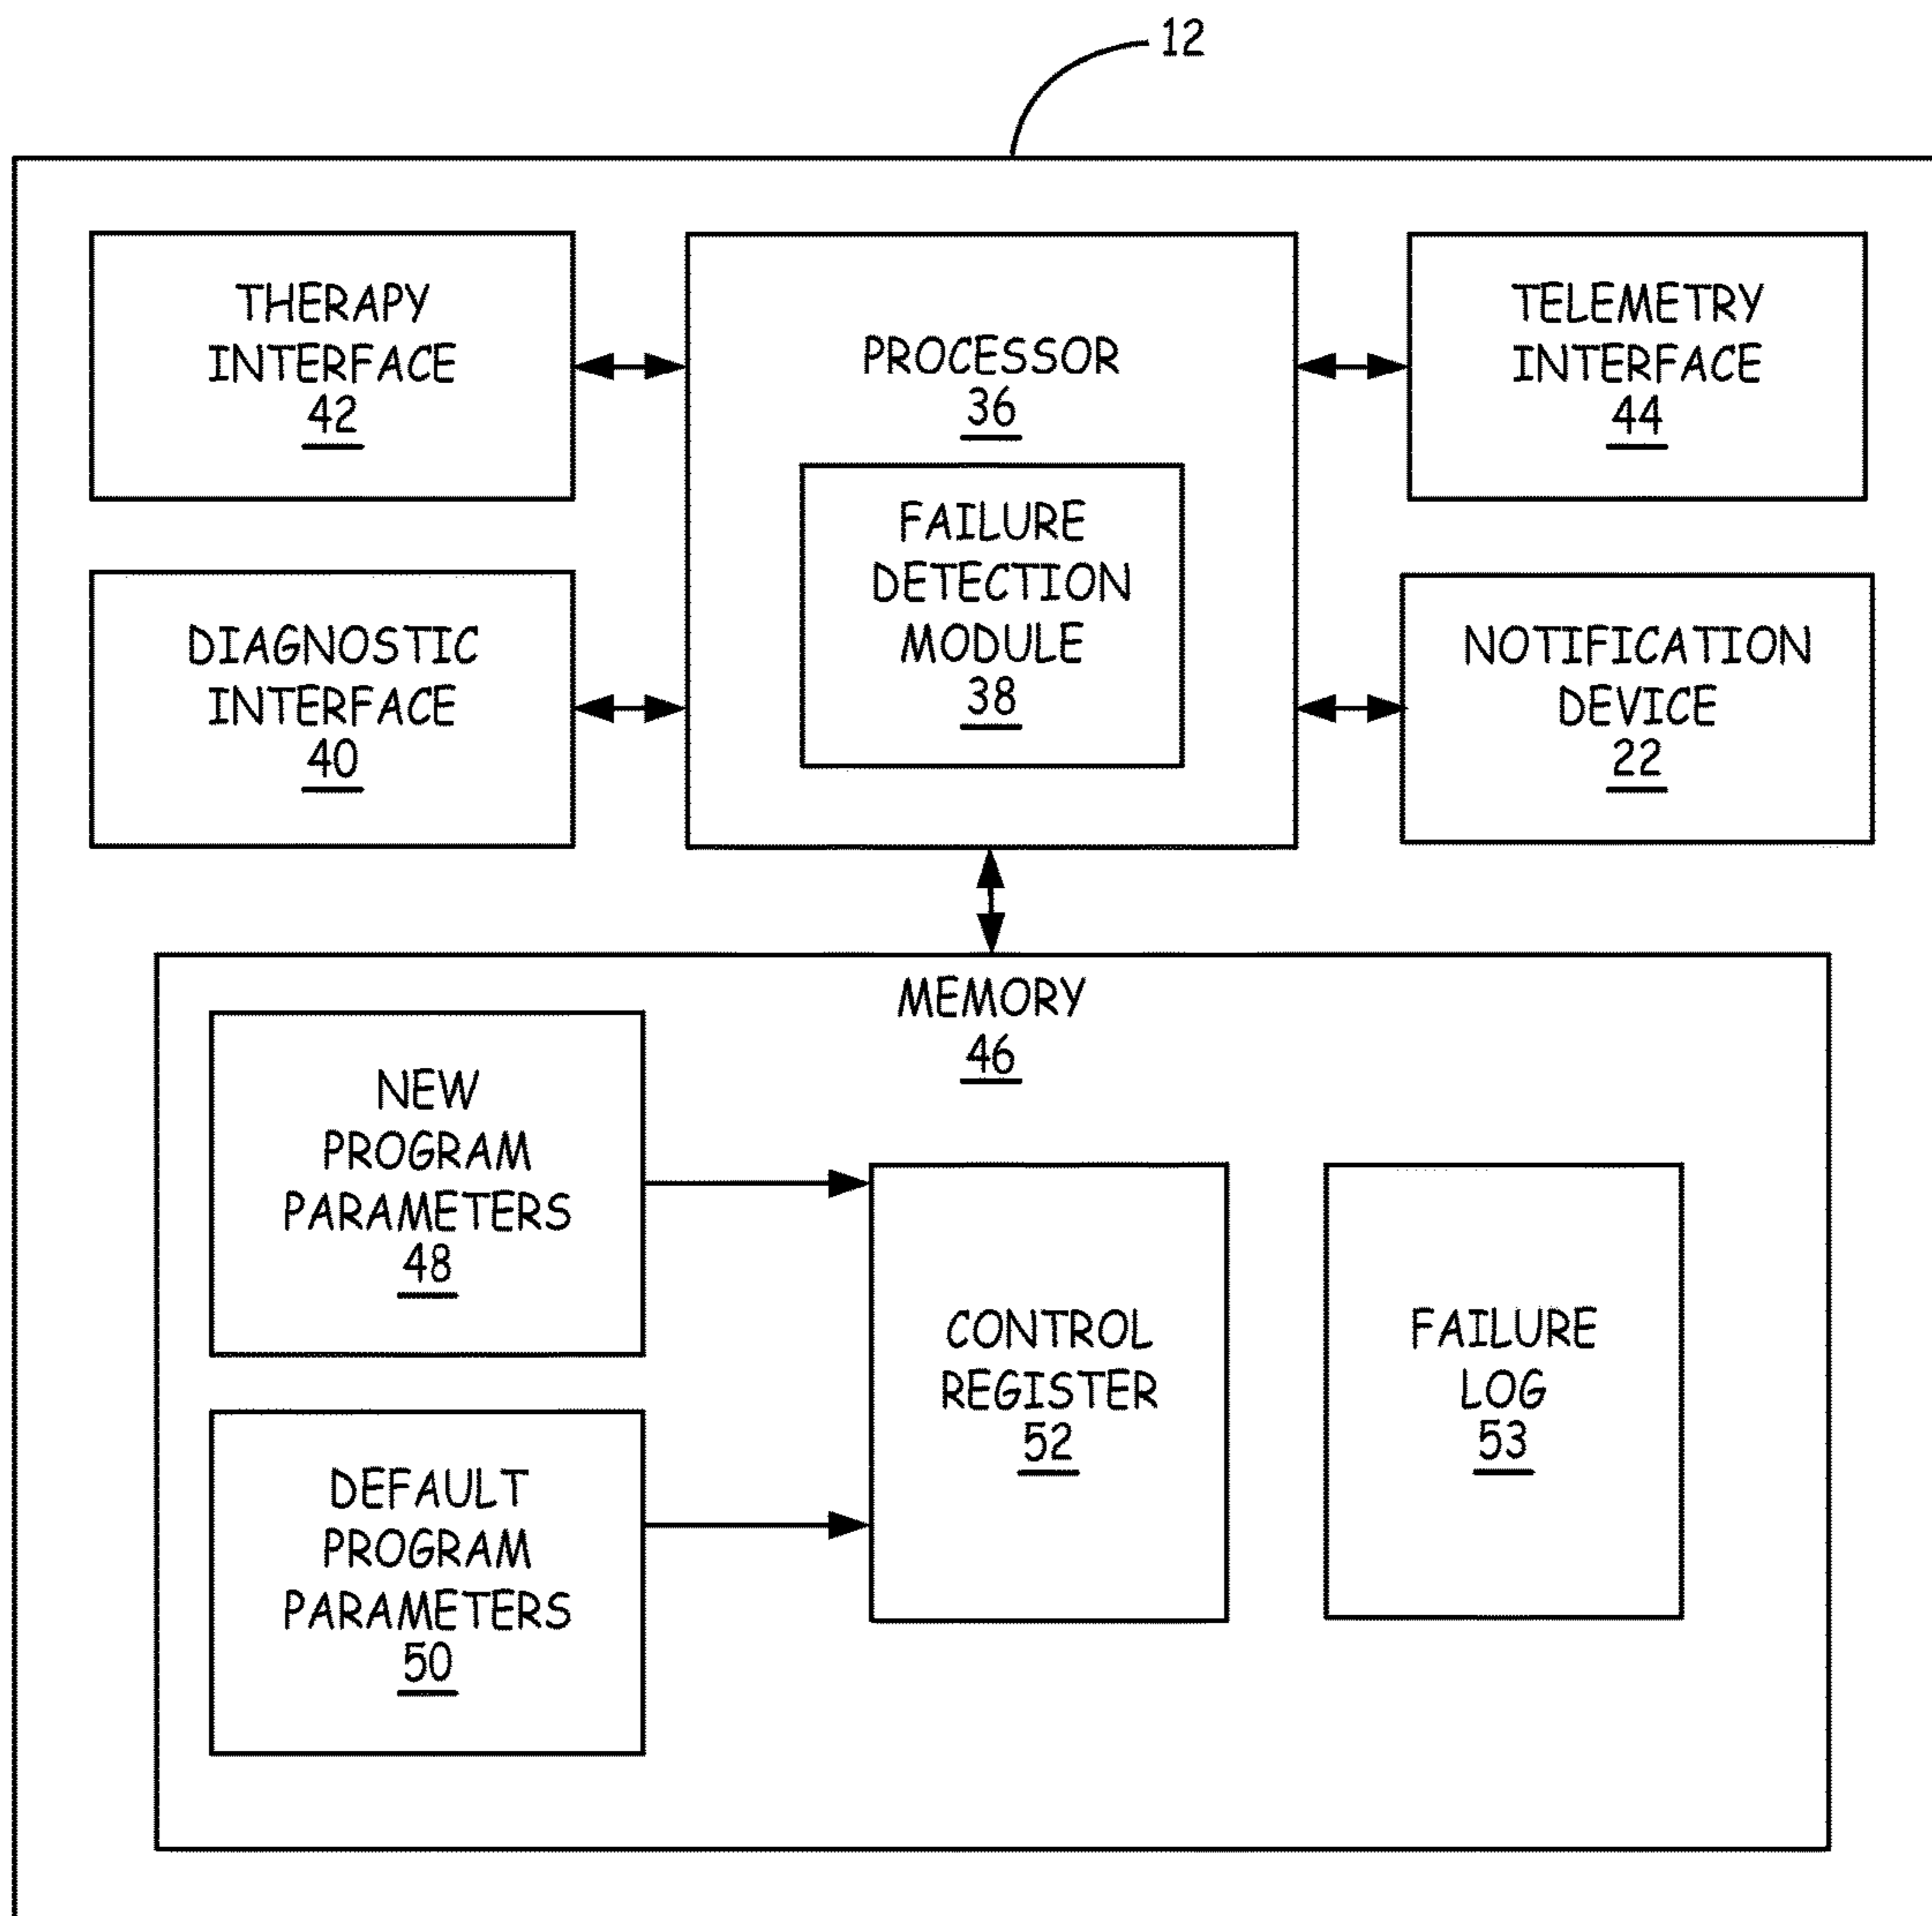 12
THERAPY
INTERFACE
42
PROCESSOR
36
TELEMETRY
INTERFACE
44
FAILURE
DETECTION
MODULE
38
DIAGNOSTIC
INTERFACE
40
NOTIFICATION
DEVICE
22
MEMORY
46
NEW
PROGRAM
PARAMETERS
48
DEFAULT
PROGRAM
PARAMETERS
50
CONTROL
REGISTER
52
FAILURE
LOG
53